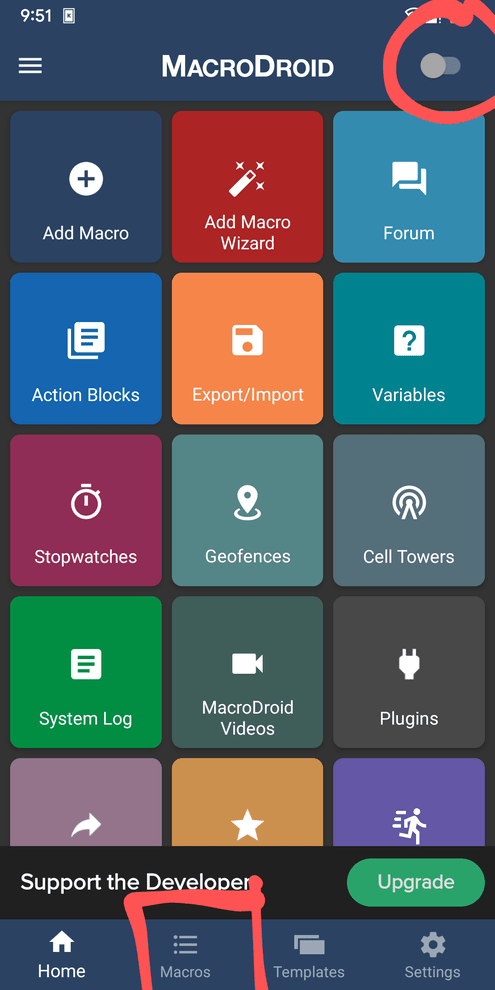 9:51
MACRODROID
Add Macro
Add Macro
Wizard
Forum
Action Blocks
Export/Import
Variables
Stopwatches
Geofences
Cell Towers
System Log
MacroDroid
Videos
Plugins
Support the Developer
Upgrade
Home
Macros
Templates
Settings